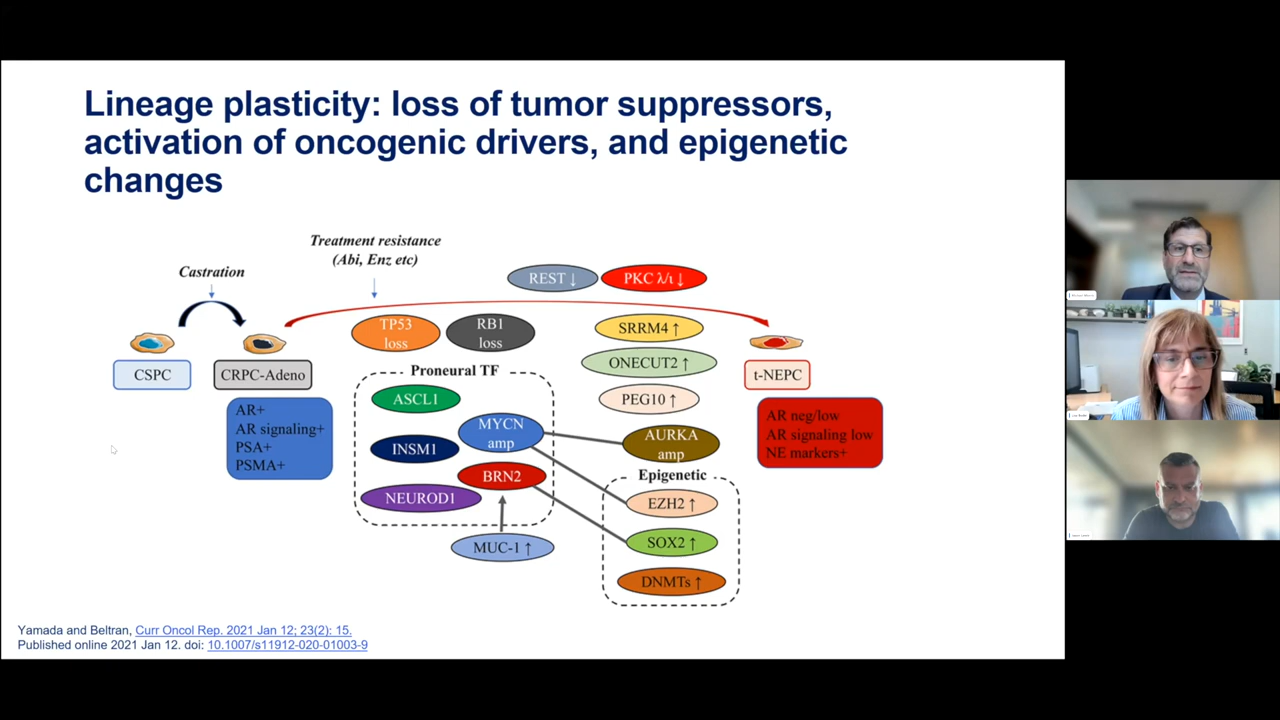 Lineage plasticity: loss of tumor suppressors,
activation of oncogenic drivers, and epigenetic
changes
Treatment resistance
(Abi, Enz etc)
Castration
REST ↓
PKC λ/ι ↓
TP53
loss
RB1
loss
SRRM4 ↑
ONECUT2 ↑
CSPC
CRPC-Adeno
t-NEPC
Proneural TF
ASCL1
PEG10 ↑
AR+
AR signaling+
PSA+
PSMA+
MYCN
amp
AURKA
amp
AR neg/low
AR signaling low
NE markers+
INSM1
BRN2
Epigenetic
NEUROD1
EZH2 ↑
MUC-1 ↑
SOX2 ↑
DNMTs ↑
Yamada and Beltran, Curr Oncol Rep. 2021 Jan 12; 23(2): 15.
Published online 2021 Jan 12. doi: 10.1007/s11912-020-01003-9